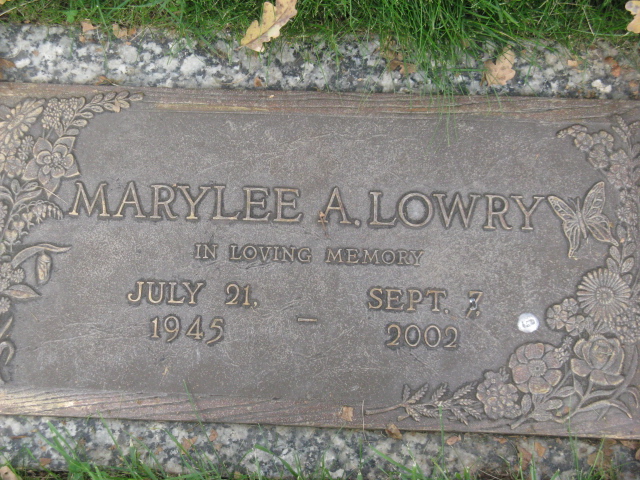 MARYLEE A. LOWRY
IN LOVING MEMORY
JULY 21, 1945 – SEPT. 7, 2002